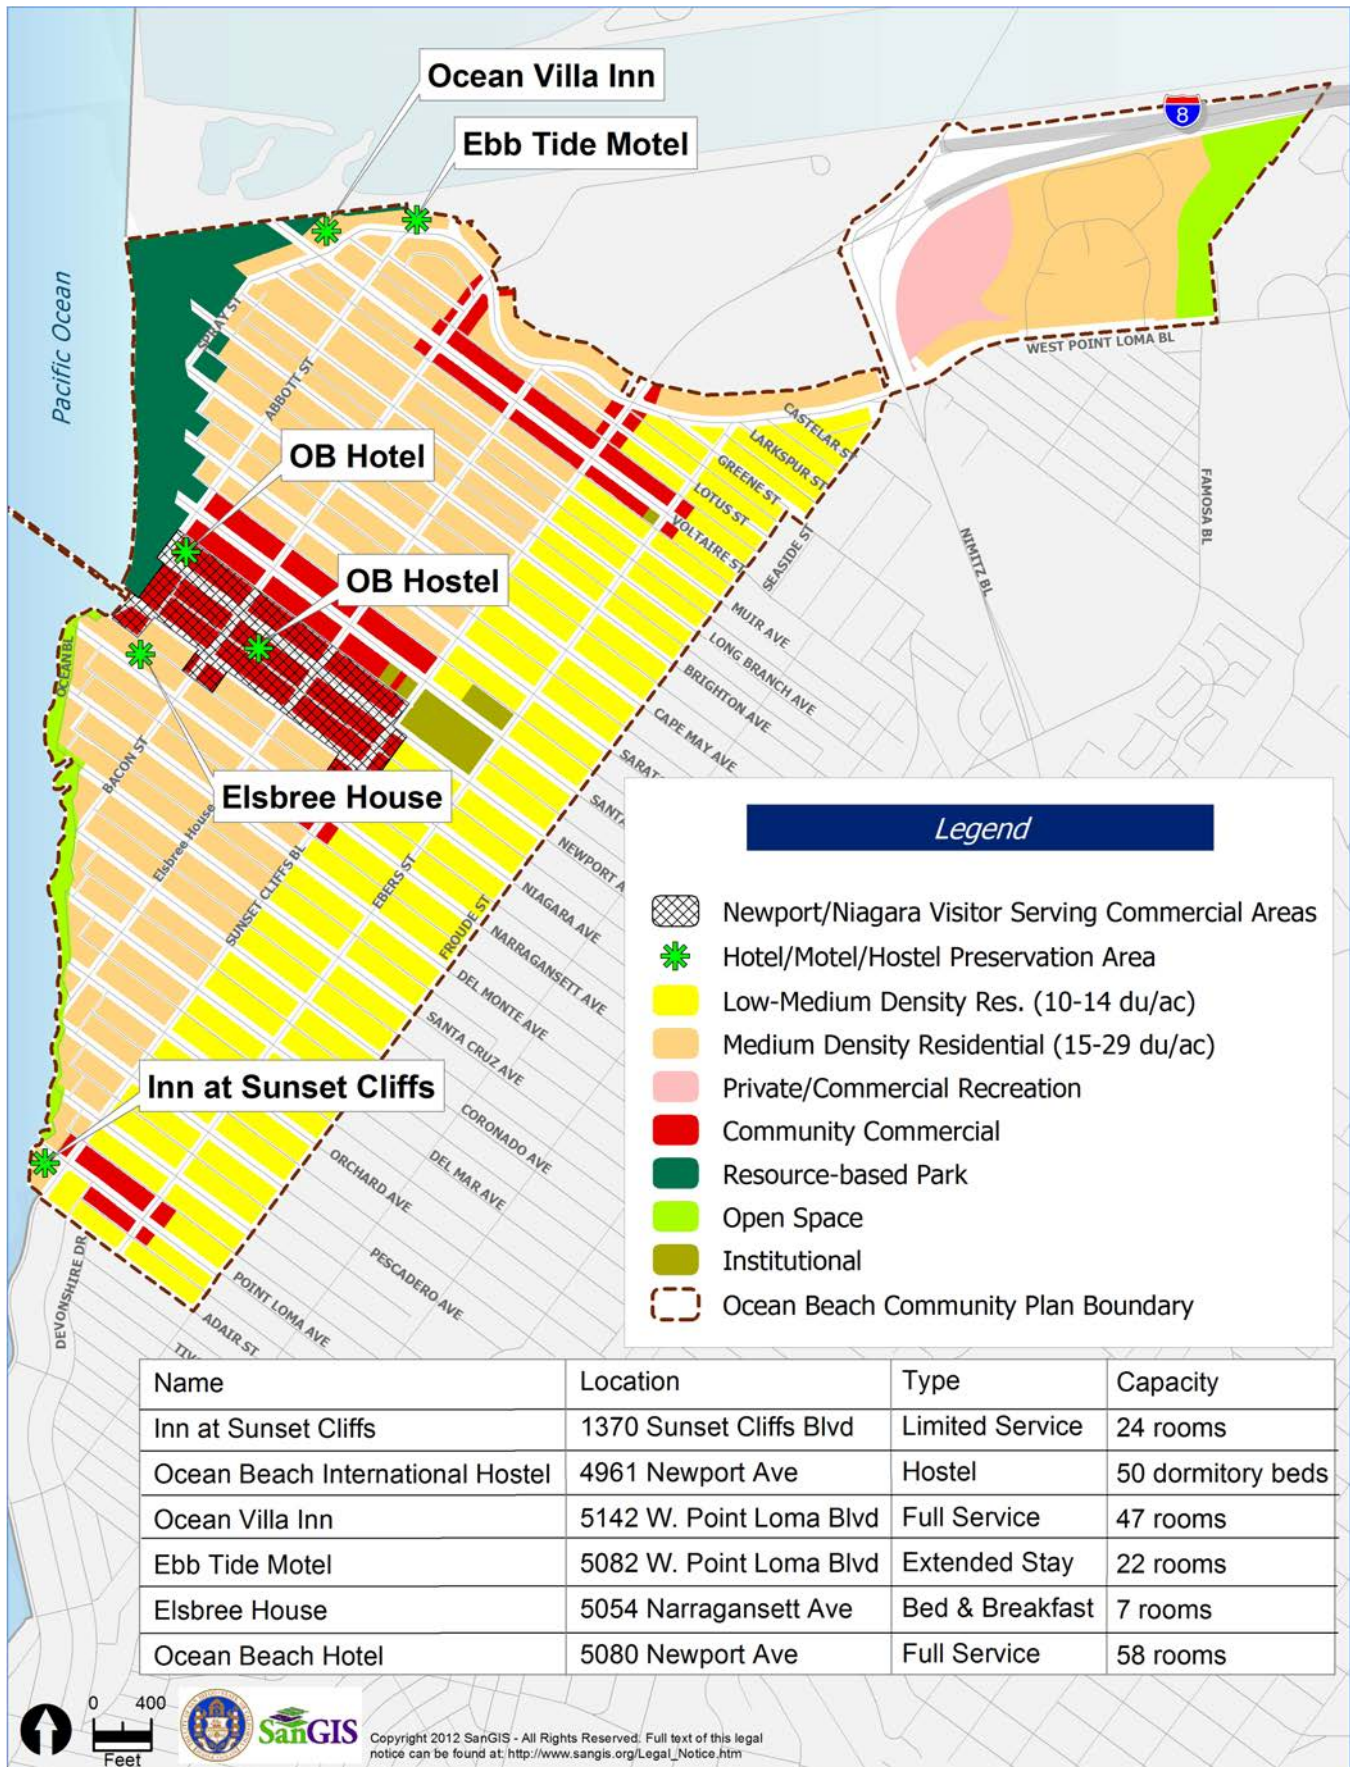 Ocean Villa Inn
8
Ebb Tide Motel
Pacific Ocean
SPRAY ST
ABBOTT ST
WEST POINT LOMA BL
CASTELAR ST
LARKSPUR ST
GREENE ST
LOTUS ST
VOLTAIRE ST
SEASIDE ST
FAMOSA BL
NIMITZ BL
OB Hotel
OB Hostel
MUIR AVE
LONG BRANCH AVE
BRIGHTON AVE
CAPE MAY AVE
SARAT
SANTA
NEWPORT A
NIAGARA AVE
NARRAGANSETT AVE
DEL MONTE AVE
SANTA CRUZ AVE
CORONADO AVE
DEL MAR AVE
ORCHARD AVE
PESCADERO AVE
POINT LOMA AVE
ADAIR ST.
TIV
OCEAN BL
BACON ST
Elsbree House
Elsbree House
SUNSET CLIFFS BL
EBERS ST
FROUDE ST
Inn at Sunset Cliffs
DEVONSHIRE DR.
Legend
Newport/Niagara Visitor Serving Commercial Areas
Hotel/Motel/Hostel Preservation Area
Low-Medium Density Res. (10-14 du/ac)
Medium Density Residential (15-29 du/ac)
Private/Commercial Recreation
Community Commercial
Resource-based Park
Open Space
Institutional
Ocean Beach Community Plan Boundary
Name Location Type Capacity
Inn at Sunset Cliffs 1370 Sunset Cliffs Blvd Limited Service 24 rooms
Ocean Beach International Hostel 4961 Newport Ave Hostel 50 dormitory beds
Ocean Villa Inn 5142 W. Point Loma Blvd Full Service 47 rooms
Ebb Tide Motel 5082 W. Point Loma Blvd Extended Stay 22 rooms
Elsbree House 5054 Narragansett Ave Bed & Breakfast 7 rooms
Ocean Beach Hotel 5080 Newport Ave Full Service 58 rooms
0 400
Feet
SanGIS
Copyright 2012 SanGIS - All Rights Reserved. Full text of this legal
notice can be found at: http://www.sangis.org/Legal_Notice.htm